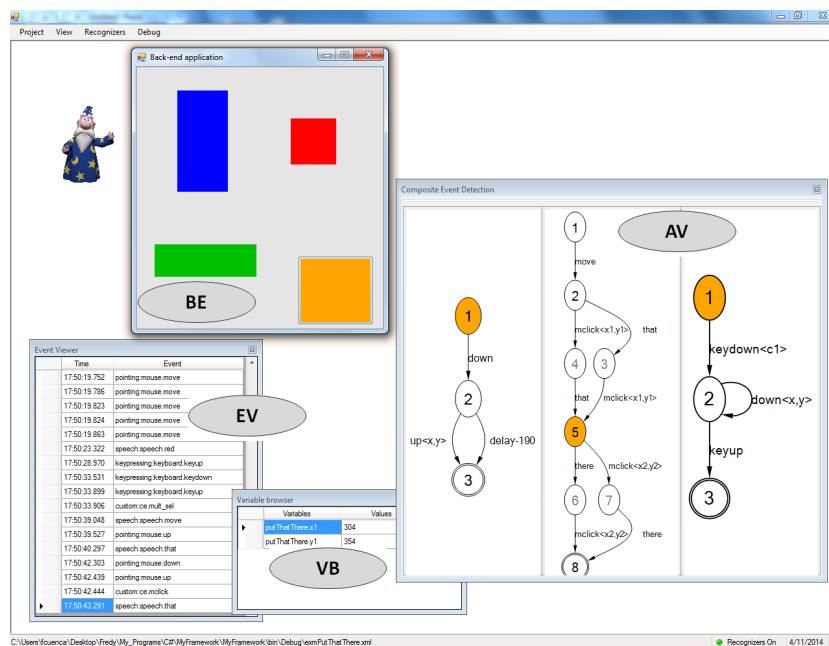 Project View Recognizers Debug
Back-end application
BE
Composite Event Detection
AV
1
down
2
up<x,y>
delay-190
3
1
move
2
mclick<x1,y1>
that
4
3
that
mclick<x1,y1>
5
there
mclick<x2,y2>
6
7
mclick<x2,y2>
there
8
1
keydown<c1>
2
down<x,y>
keyup
3
Event Viewer
Time Event
17:50:19.752 pointing:mouse.move
17:50:19.786 pointing:mouse.move
17:50:19.823 pointing:mouse.move
17:50:19.824 pointing:mouse.move
17:50:19.863 pointing:mouse.move
17:50:23.322 speech:speech.red
17:50:28.970 keypressing:keyboard.keyup
17:50:33.531 keypressing:keyboard.keydown
17:50:33.899 keypressing:keyboard.keyup
17:50:33.906 custom:ce.mult_sel
17:50:39.048 speech:speech.move
17:50:39.527 pointing:mouse.up
17:50:40.297 speech:speech.that
17:50:42.303 pointing:mouse.down
17:50:42.439 pointing:mouse.up
17:50:42.444 custom:ce.mclick
17:50:43.291 speech:speech.that
EV
Variable browser
Variables Values
putThatThere.x1 304
putThatThere.y1 354
VB
C:\Users\fcuenca\Desktop\Fredy\My_Programs\C#\MyFramework\MyFramework\bin\Debug\exmPutThatThere.xml
Recognizers On 4/11/2014